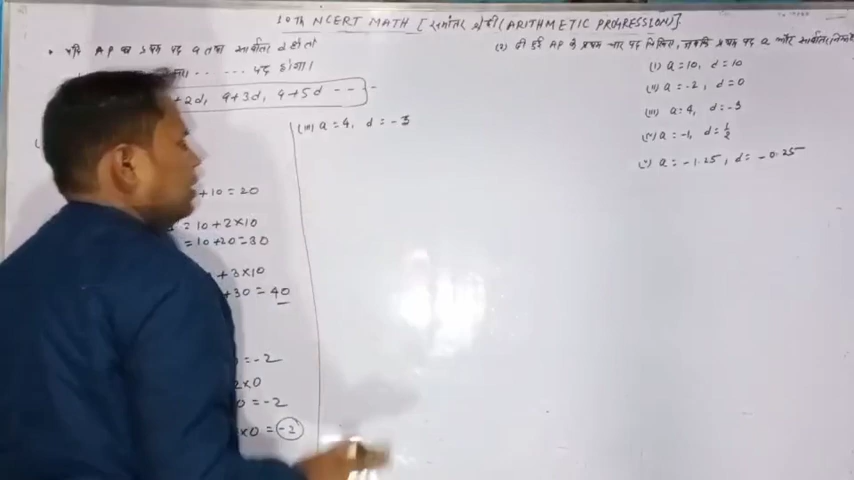 10TH NCERT MATH [समांतर श्रेढ़ी (ARITHMETIC PROGRESSION)]
• यदि AP का प्रथम पद a तथा सार्वान्तर d हो तो
पद होगा।
+2d, a+3d, 4+5d - - -
+10 = 20
= 10+2×10
= 10+20=30
+3×10
+30 = 40
= -2
2×0
0 = -2
×0 = -2
(iii) a = 4, d = -3
(2) दी हुई AP के प्रथम चार पद लिखिए, जबकि प्रथम पद a और सार्वान्तर
(i) a = 10, d = 10
(ii) a = -2, d = 0
(iii) a = 4, d = -3
(iv) a = -1, d = 1/2
(v) a = -1.25, d = -0.25